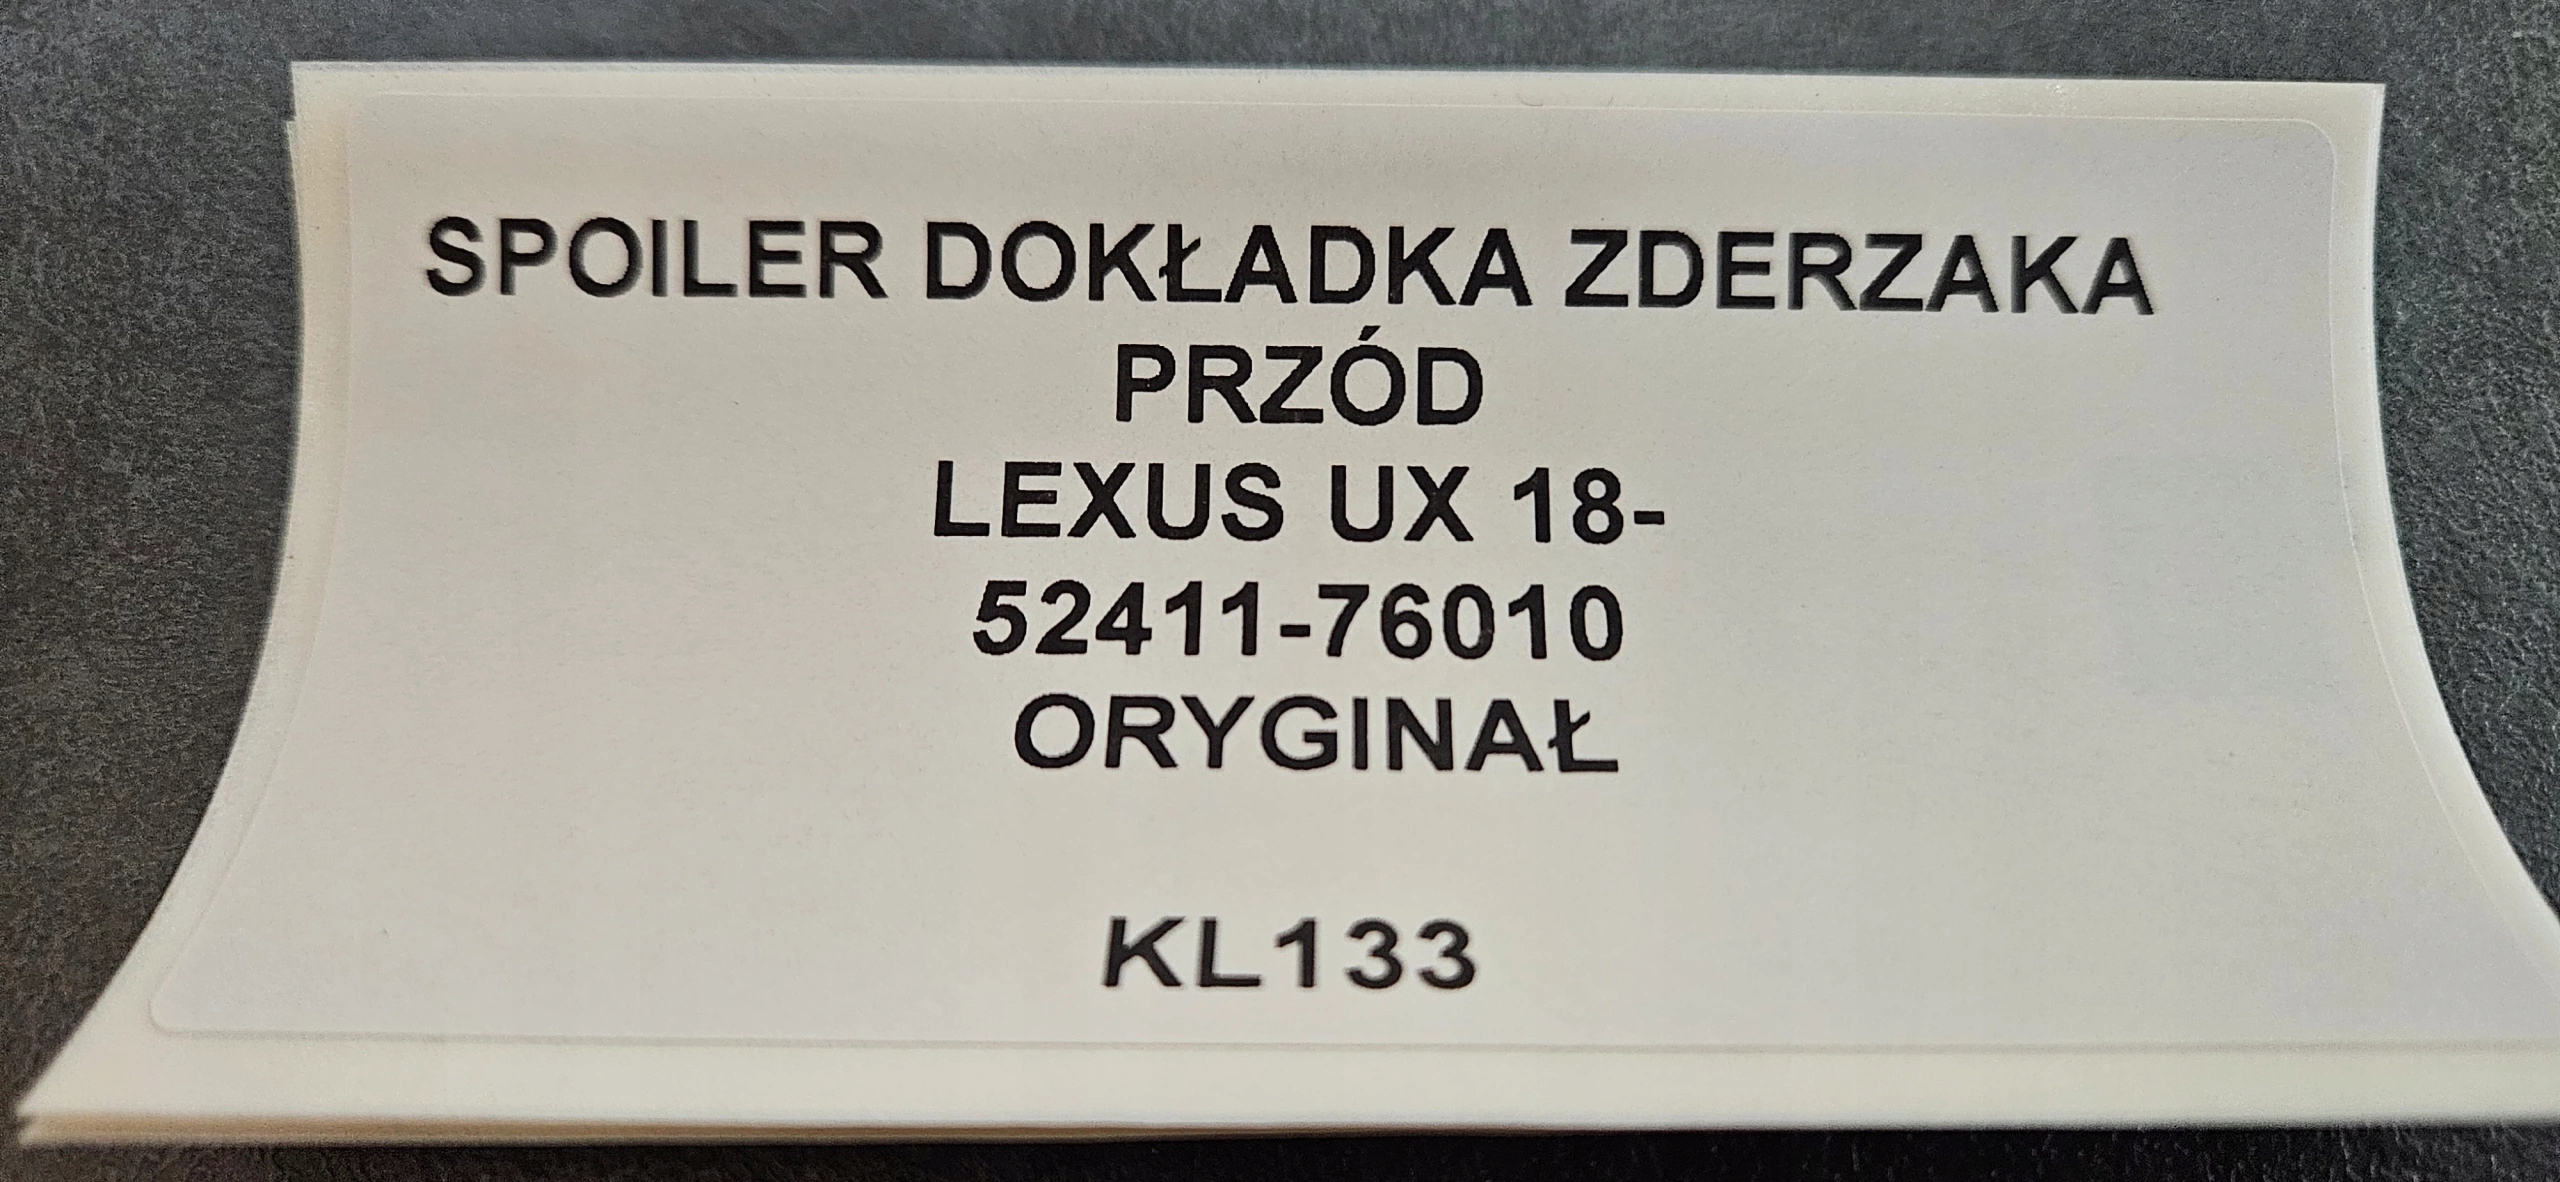 SPOILER DOKŁADKA ZDERZAKA
PRZÓD
LEXUS UX 18-
52411-76010
ORYGINAŁ
KL133